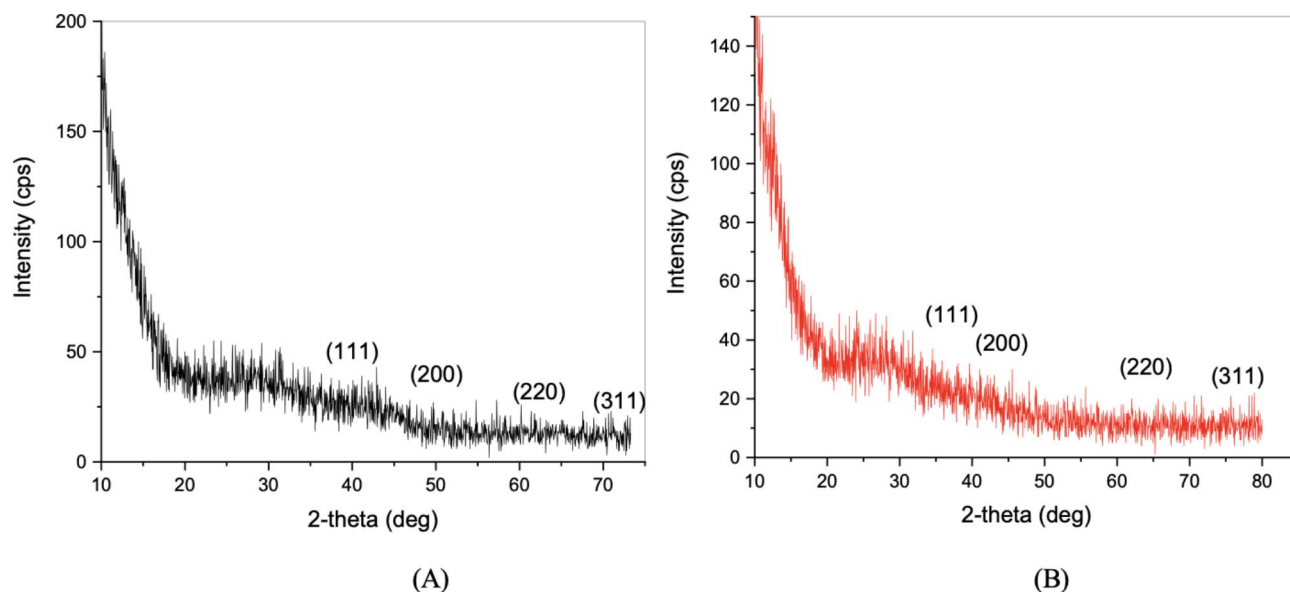 200
150
100
50
0
Intensity (cps)
(111)
(200)
(220)
(311)
10 20 30 40 50 60 70
2-theta (deg)
(A)
140
120
100
80
60
40
20
0
Intensity (cps)
(111)
(200)
(220)
(311)
10 20 30 40 50 60 70 80
2-theta (deg)
(B)